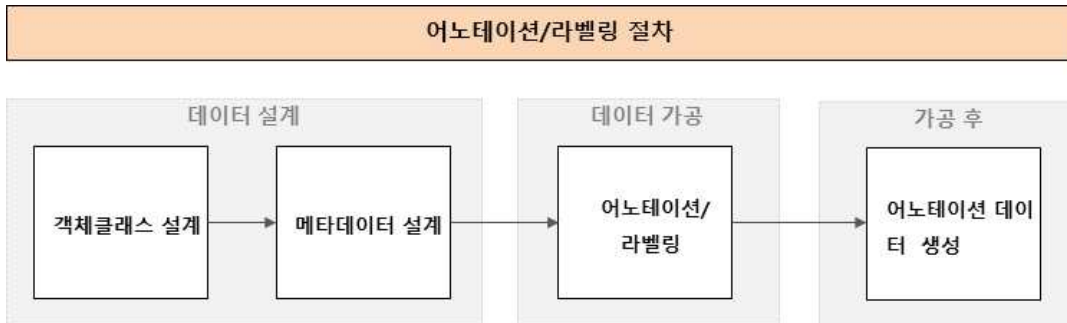 어노테이션/라벨링 절차
데이터 설계
데이터 가공
가공 후
객체클래스 설계
메타데이터 설계
어노테이션/
라벨링
어노테이션 데이
터 생성